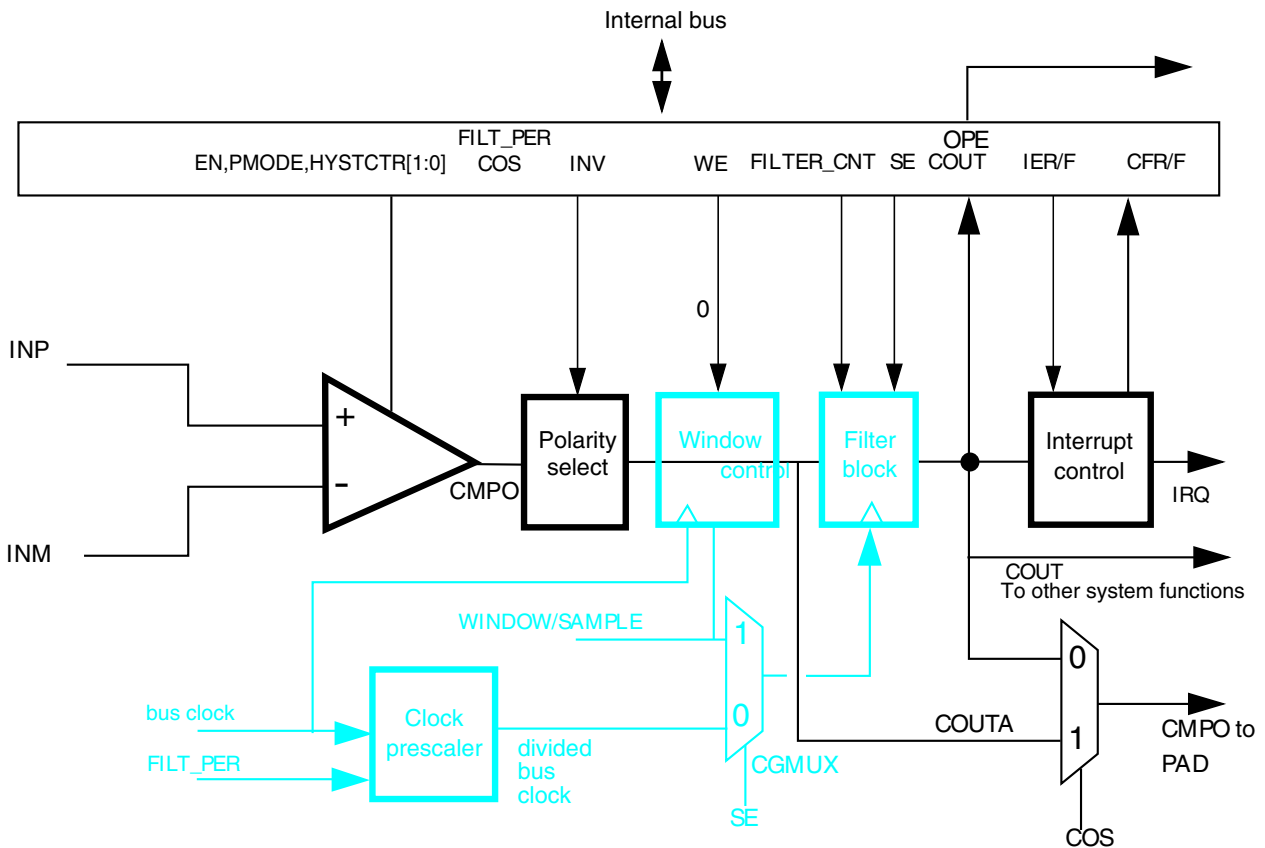 Internal bus
FILT_PER
OPE
EN,PMODE,HYSTCTR[1:0]
COS
INV
WE
FILTER_CNT
SE
COUT
IER/F
CFR/F
0
INP
+
-
INM
CMPO
Polarity
select
Window
control
Filter
block
Interrupt
control
IRQ
COUT
To other system functions
WINDOW/SAMPLE
1
0
CGMUX
SE
bus clock
FILT_PER
Clock
prescaler
divided
bus
clock
COUTA
0
1
COS
CMPO to
PAD